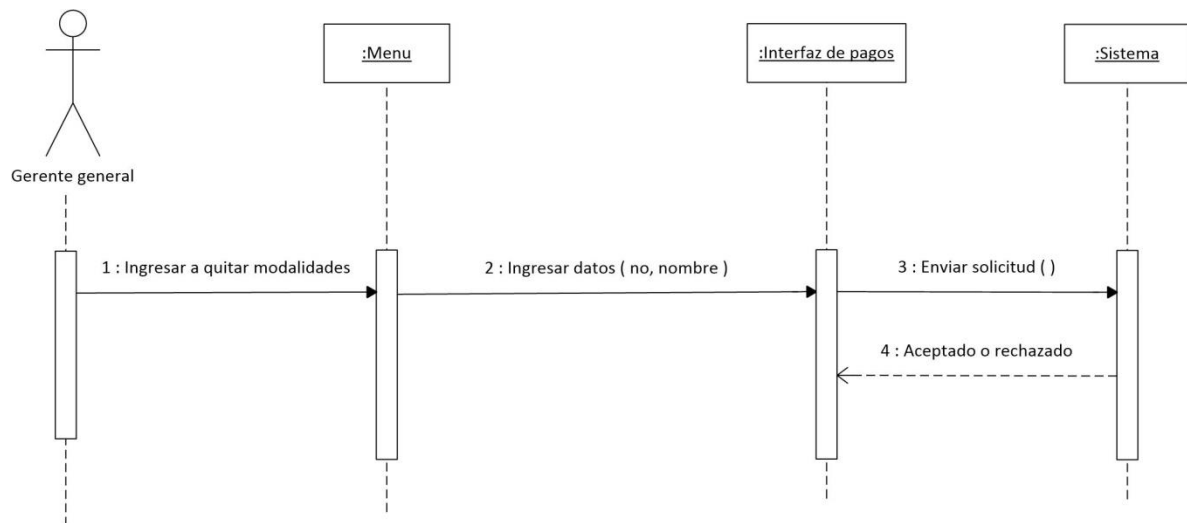 :Menu
:Interfaz de pagos
:Sistema
Gerente general
1 : Ingresar a quitar modalidades
2 : Ingresar datos ( no, nombre )
3 : Enviar solicitud ( )
4 : Aceptado o rechazado